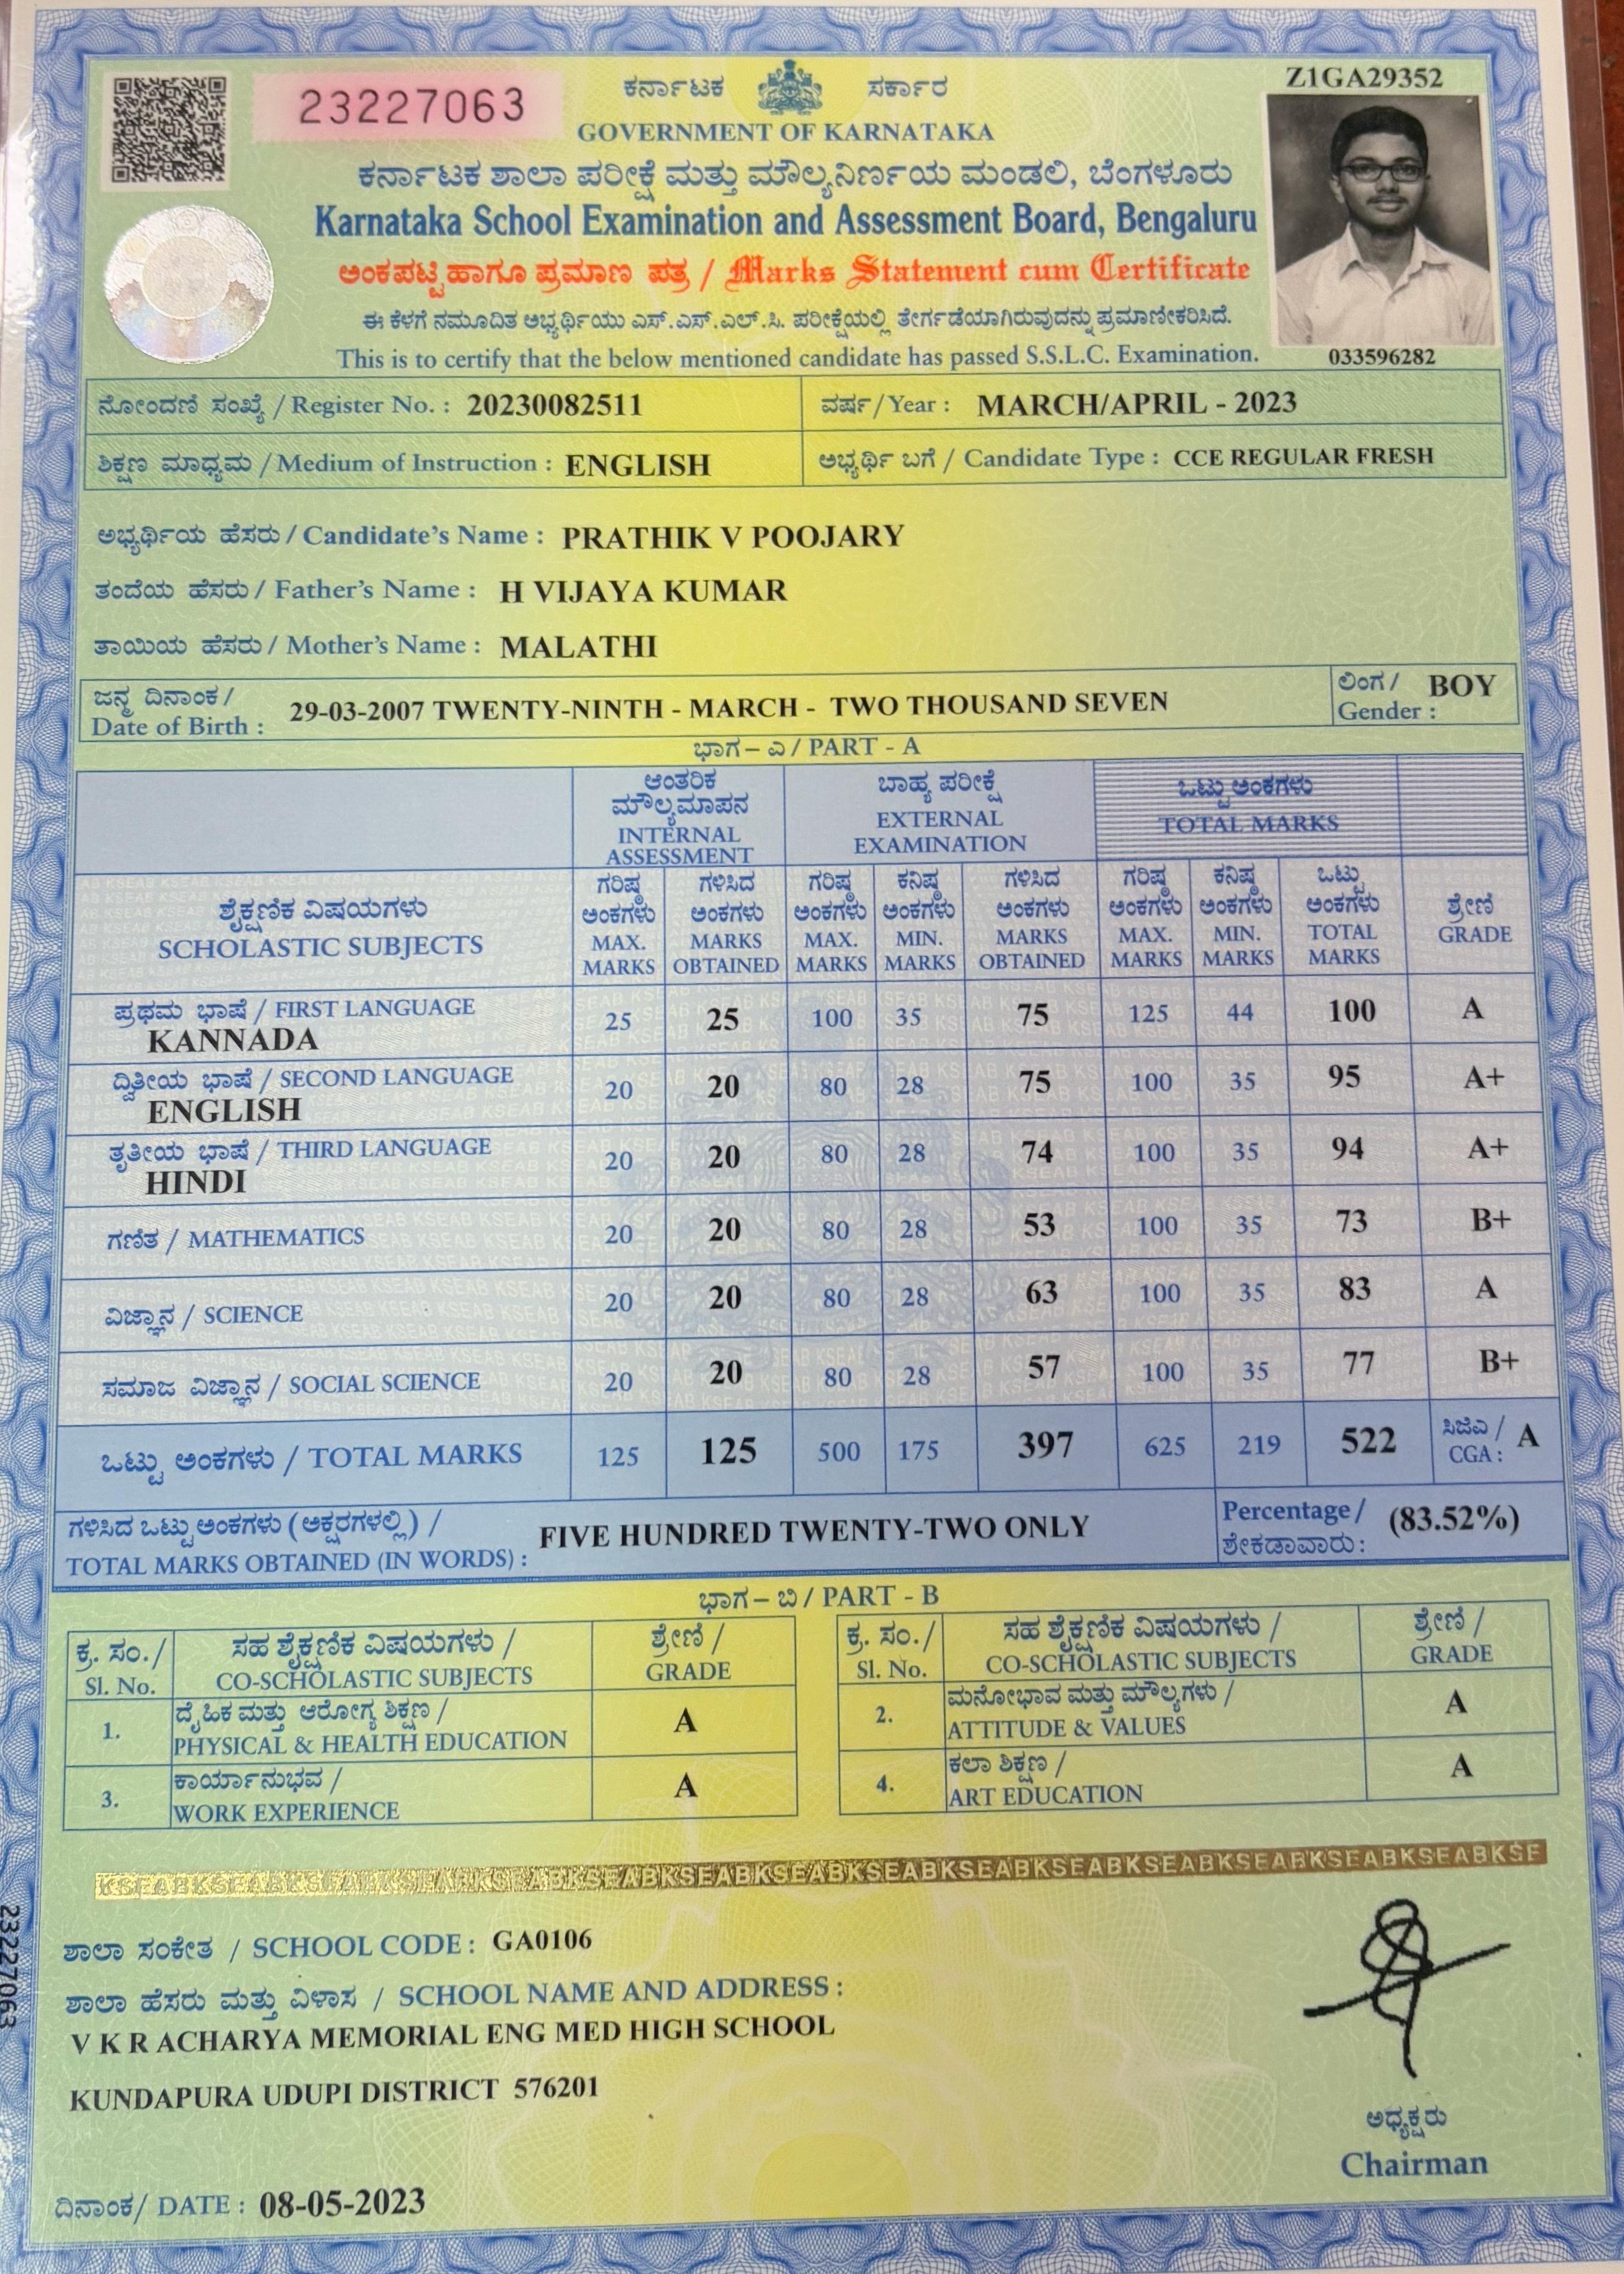 23227063
ಕರ್ನಾಟಕ ಸರ್ಕಾರ
Z1GA29352
GOVERNMENT OF KARNATAKA
ಕರ್ನಾಟಕ ಶಾಲಾ ಪರೀಕ್ಷೆ ಮತ್ತು ಮೌಲ್ಯನಿರ್ಣಯ ಮಂಡಲಿ, ಬೆಂಗಳೂರು
Karnataka School Examination and Assessment Board, Bengaluru
ಅಂಕಪಟ್ಟಿ ಹಾಗೂ ಪ್ರಮಾಣ ಪತ್ರ / Marks Statement cum Certificate
ಈ ಕೆಳಗೆ ನಮೂದಿತ ಅಭ್ಯರ್ಥಿಯು ಎಸ್.ಎಸ್.ಎಲ್.ಸಿ. ಪರೀಕ್ಷೆಯಲ್ಲಿ ತೇರ್ಗಡೆಯಾಗಿರುವುದನ್ನು ಪ್ರಮಾಣೀಕರಿಸಿದೆ.
This is to certify that the below mentioned candidate has passed S.S.L.C. Examination.
033596282
ನೋಂದಣಿ ಸಂಖ್ಯೆ / Register No. : 20230082511 ವರ್ಷ / Year : MARCH/APRIL - 2023
ಶಿಕ್ಷಣ ಮಾಧ್ಯಮ / Medium of Instruction : ENGLISH ಅಭ್ಯರ್ಥಿ ಬಗೆ / Candidate Type : CCE REGULAR FRESH
ಅಭ್ಯರ್ಥಿಯ ಹೆಸರು / Candidate's Name : PRATHIK V POOJARY
ತಂದೆಯ ಹೆಸರು / Father's Name : H VIJAYA KUMAR
ತಾಯಿಯ ಹೆಸರು / Mother's Name : MALATHI
ಜನ್ಮ ದಿನಾಂಕ / Date of Birth : 29-03-2007 TWENTY-NINTH - MARCH - TWO THOUSAND SEVEN ಲಿಂಗ / Gender : BOY
ಭಾಗ – ಎ / PART - A
ಆಂತರಿಕ ಮೌಲ್ಯಮಾಪನ INTERNAL ASSESSMENT
ಬಾಹ್ಯ ಪರೀಕ್ಷೆ EXTERNAL EXAMINATION
ಒಟ್ಟು ಅಂಕಗಳು TOTAL MARKS
ಶೈಕ್ಷಣಿಕ ವಿಷಯಗಳು SCHOLASTIC SUBJECTS
ಗರಿಷ್ಠ ಅಂಕಗಳು MAX. MARKS
ಗಳಿಸಿದ ಅಂಕಗಳು MARKS OBTAINED
ಗರಿಷ್ಠ ಅಂಕಗಳು MAX. MARKS
ಕನಿಷ್ಠ ಅಂಕಗಳು MIN. MARKS
ಗಳಿಸಿದ ಅಂಕಗಳು MARKS OBTAINED
ಗರಿಷ್ಠ ಅಂಕಗಳು MAX. MARKS
ಕನಿಷ್ಠ ಅಂಕಗಳು MIN. MARKS
ಒಟ್ಟು ಅಂಕಗಳು TOTAL MARKS
ಶ್ರೇಣಿ GRADE
ಪ್ರಥಮ ಭಾಷೆ / FIRST LANGUAGE
KANNADA 25 25 100 35 75 125 44 100 A
ದ್ವಿತೀಯ ಭಾಷೆ / SECOND LANGUAGE
ENGLISH 20 20 80 28 75 100 35 95 A+
ತೃತೀಯ ಭಾಷೆ / THIRD LANGUAGE
HINDI 20 20 80 28 74 100 35 94 A+
ಗಣಿತ / MATHEMATICS 20 20 80 28 53 100 35 73 B+
ವಿಜ್ಞಾನ / SCIENCE 20 20 80 28 63 100 35 83 A
ಸಮಾಜ ವಿಜ್ಞಾನ / SOCIAL SCIENCE 20 20 80 28 57 100 35 77 B+
ಒಟ್ಟು ಅಂಕಗಳು / TOTAL MARKS 125 125 500 175 397 625 219 522 ಸಿಜಿಎ / CGA : A
ಗಳಿಸಿದ ಒಟ್ಟು ಅಂಕಗಳು (ಅಕ್ಷರಗಳಲ್ಲಿ) /
TOTAL MARKS OBTAINED (IN WORDS) : FIVE HUNDRED TWENTY-TWO ONLY Percentage / ಶೇಕಡಾವಾರು : (83.52%)
ಭಾಗ – ಬಿ / PART - B
ಕ್ರ. ಸಂ./ Sl. No. ಸಹ ಶೈಕ್ಷಣಿಕ ವಿಷಯಗಳು / CO-SCHOLASTIC SUBJECTS ಶ್ರೇಣಿ / GRADE
ಕ್ರ. ಸಂ./ Sl. No. ಸಹ ಶೈಕ್ಷಣಿಕ ವಿಷಯಗಳು / CO-SCHOLASTIC SUBJECTS ಶ್ರೇಣಿ / GRADE
1. ದೈಹಿಕ ಮತ್ತು ಆರೋಗ್ಯ ಶಿಕ್ಷಣ / PHYSICAL & HEALTH EDUCATION A
2. ಮನೋಭಾವ ಮತ್ತು ಮೌಲ್ಯಗಳು / ATTITUDE & VALUES A
3. ಕಾರ್ಯಾನುಭವ / WORK EXPERIENCE A
4. ಕಲಾ ಶಿಕ್ಷಣ / ART EDUCATION A
KSEABKSEABKSEABKSEABKSEABKSEABKSEABKSEABKSEABKSEABKSEABKSEABKSEABKSEABKSE
ಶಾಲಾ ಸಂಕೇತ / SCHOOL CODE : GA0106
ಶಾಲಾ ಹೆಸರು ಮತ್ತು ವಿಳಾಸ / SCHOOL NAME AND ADDRESS :
V K R ACHARYA MEMORIAL ENG MED HIGH SCHOOL
KUNDAPURA UDUPI DISTRICT 576201
23227063
ಅಧ್ಯಕ್ಷರು
Chairman
ದಿನಾಂಕ / DATE : 08-05-2023